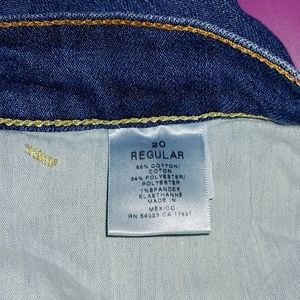 20
REGULAR
65% COTTON/
COTON
34% POLYESTER/
POLYESTER
1% SPANDEX
ELASTHANNE
MADE IN
MEXICO
RN 54023 CA 17897